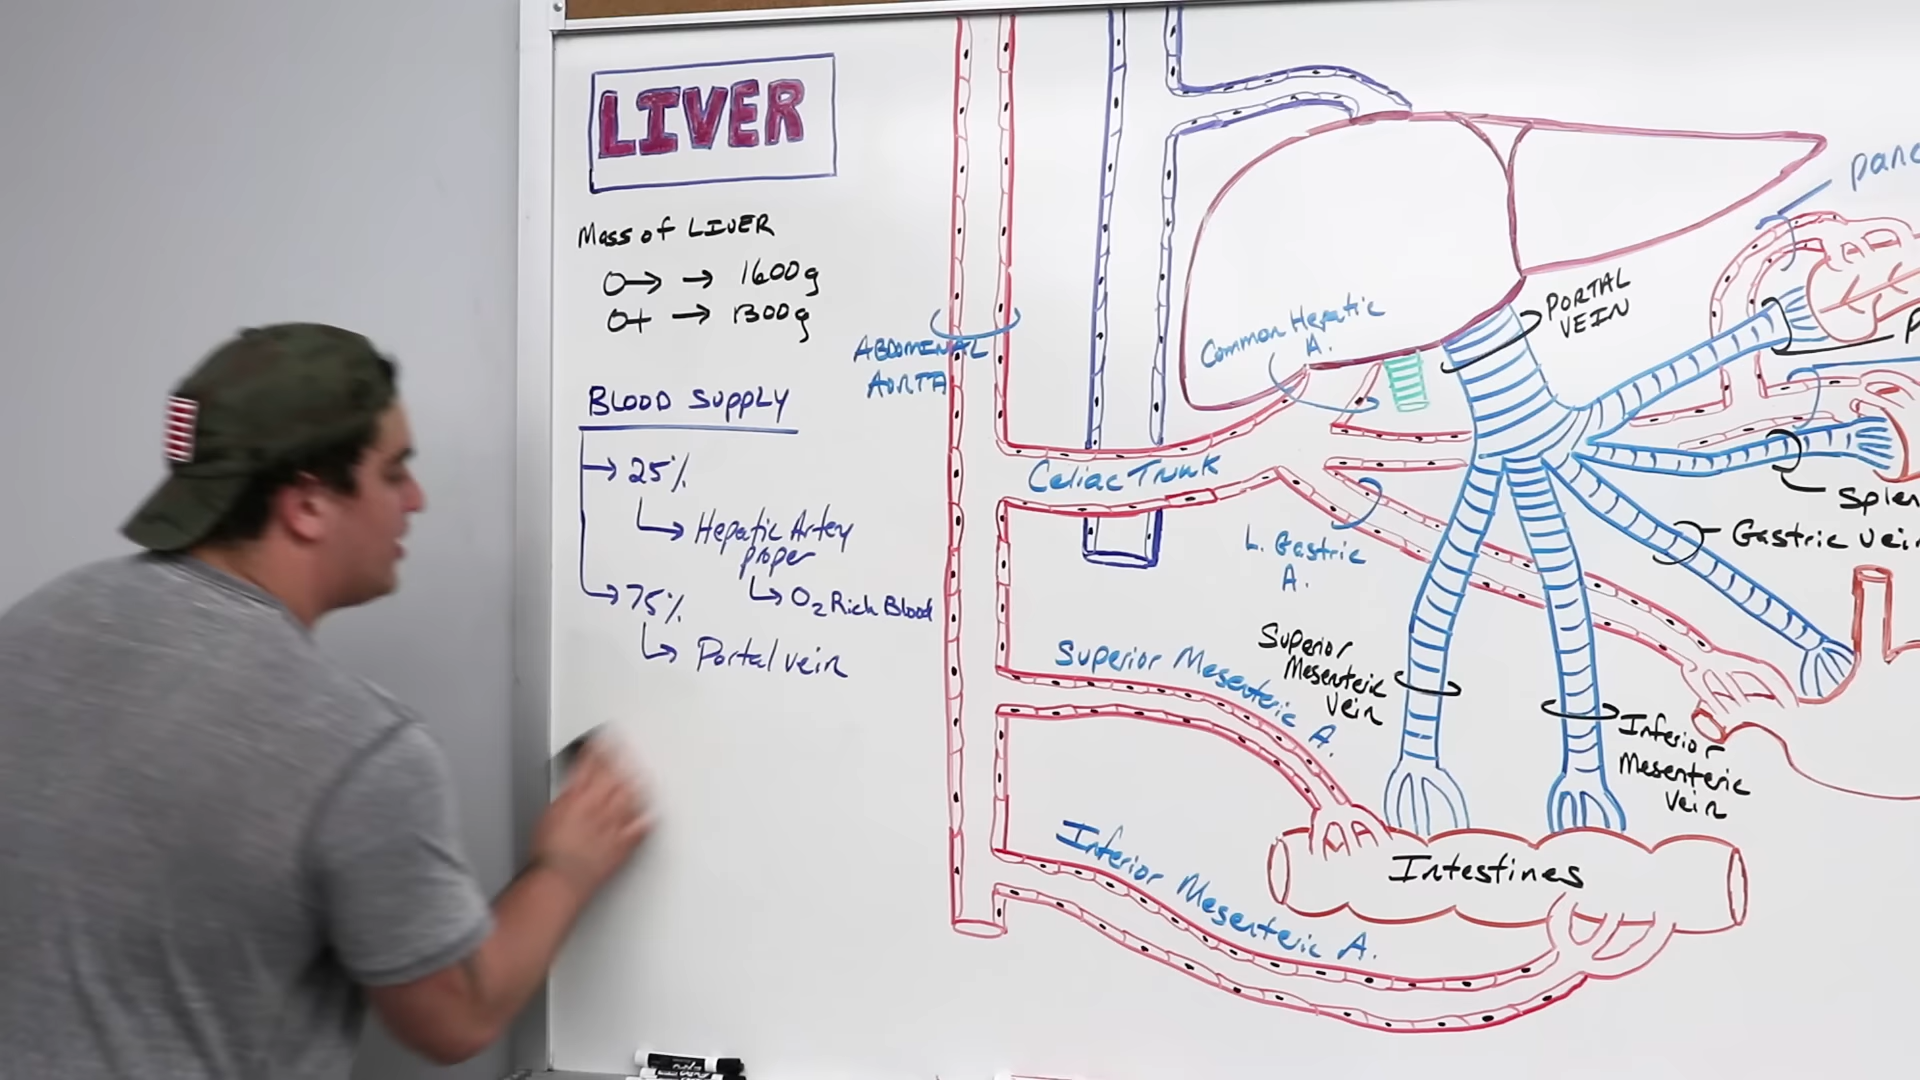 LIVER
Mass of LIVER
→ 1600g
→ 1300g
BLOOD SUPPLY
→ 25%
Hepatic Artery
proper
O2 Rich Blood
→ 75%
Portal vein
ABDOMINAL
AORTA
Common Hepatic
A.
PORTAL
VEIN
Celiac Trunk
L. Gastric
A.
Gastric
Superior Mesenteric A.
Superior
Mesenteric
Vein
Inferior
Mesenteric
Vein
Inferior Mesenteric A.
Intestines